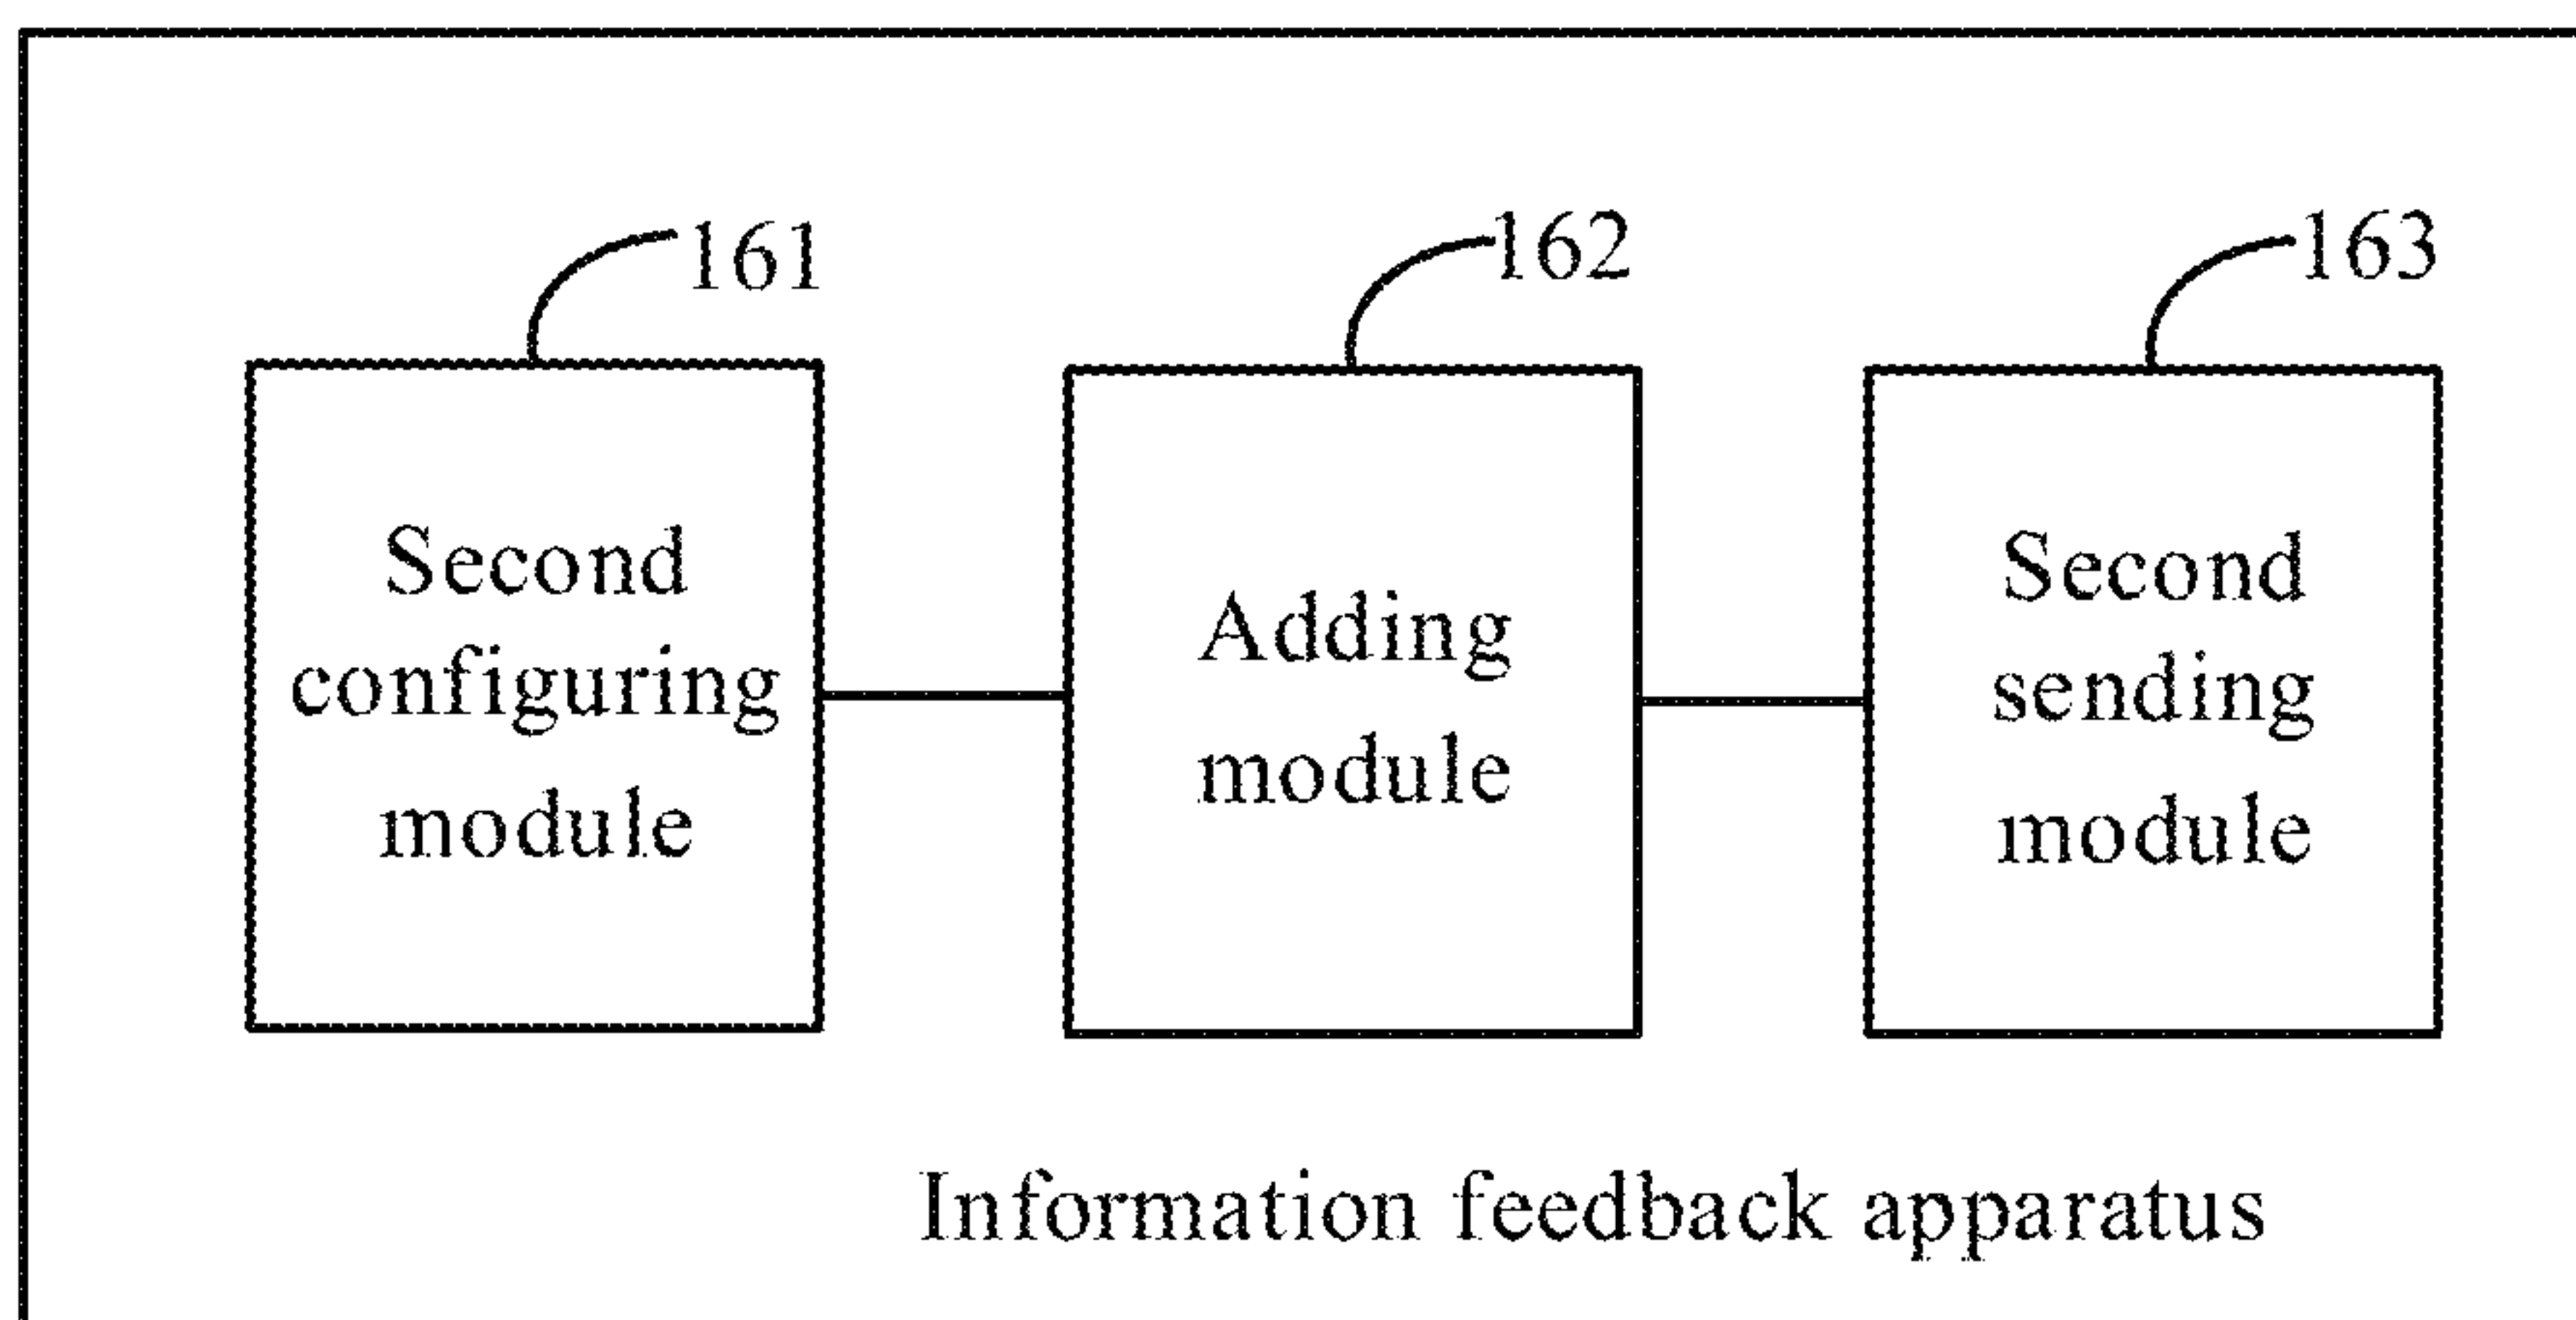 161
162
163
Second
configuring
module
Adding
module
Second
sending
module
Information feedback apparatus